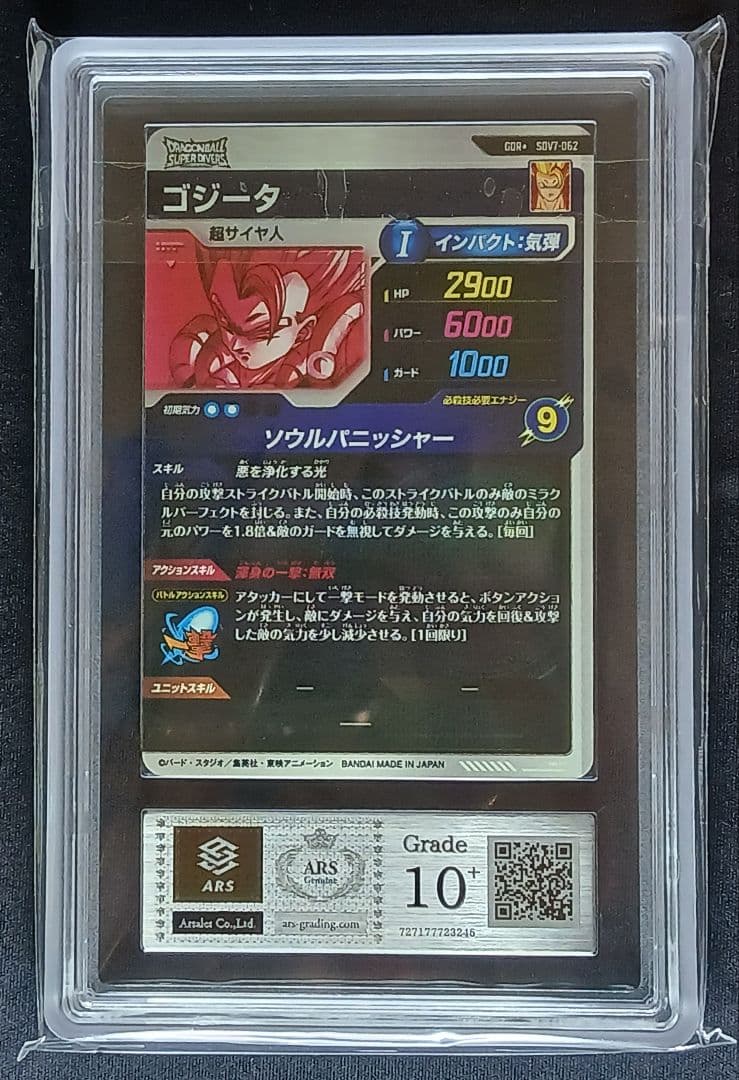 DRAGONBALL
SUPER DIVERS
GDR★ SDV7-062
ゴジータ
超サイヤ人
I インパクト:気弾
HP 2900
パワー 6000
ガード 1000
初期気力
必殺技必要エナジー
9
ソウルパニッシャー
スキル 悪を浄化する光
自分の攻撃ストライクバトル開始時、このストライクバトルのみ敵のミラク
ルパーフェクトを封じる。また、自分の必殺技発動時、この攻撃のみ自分の
元のパワーを1.8倍&敵のガードを無視してダメージを与える。[毎回]
アクションスキル 渾身の一撃:無双
バトルアクションスキル
アタッカーにして一撃モードを発動させると、ボタンアクショ
ンが発生し、敵にダメージを与え、自分の気力を回復&攻撃
した敵の気力を少し減少させる。[1回限り]
ユニットスキル — —
—
©バード・スタジオ/集英社・東映アニメーション BANDAI MADE IN JAPAN
ARS
ARS
Genuine
Grade
10+
Arsales Co.,Ltd.
ars-grading.com
727177723246